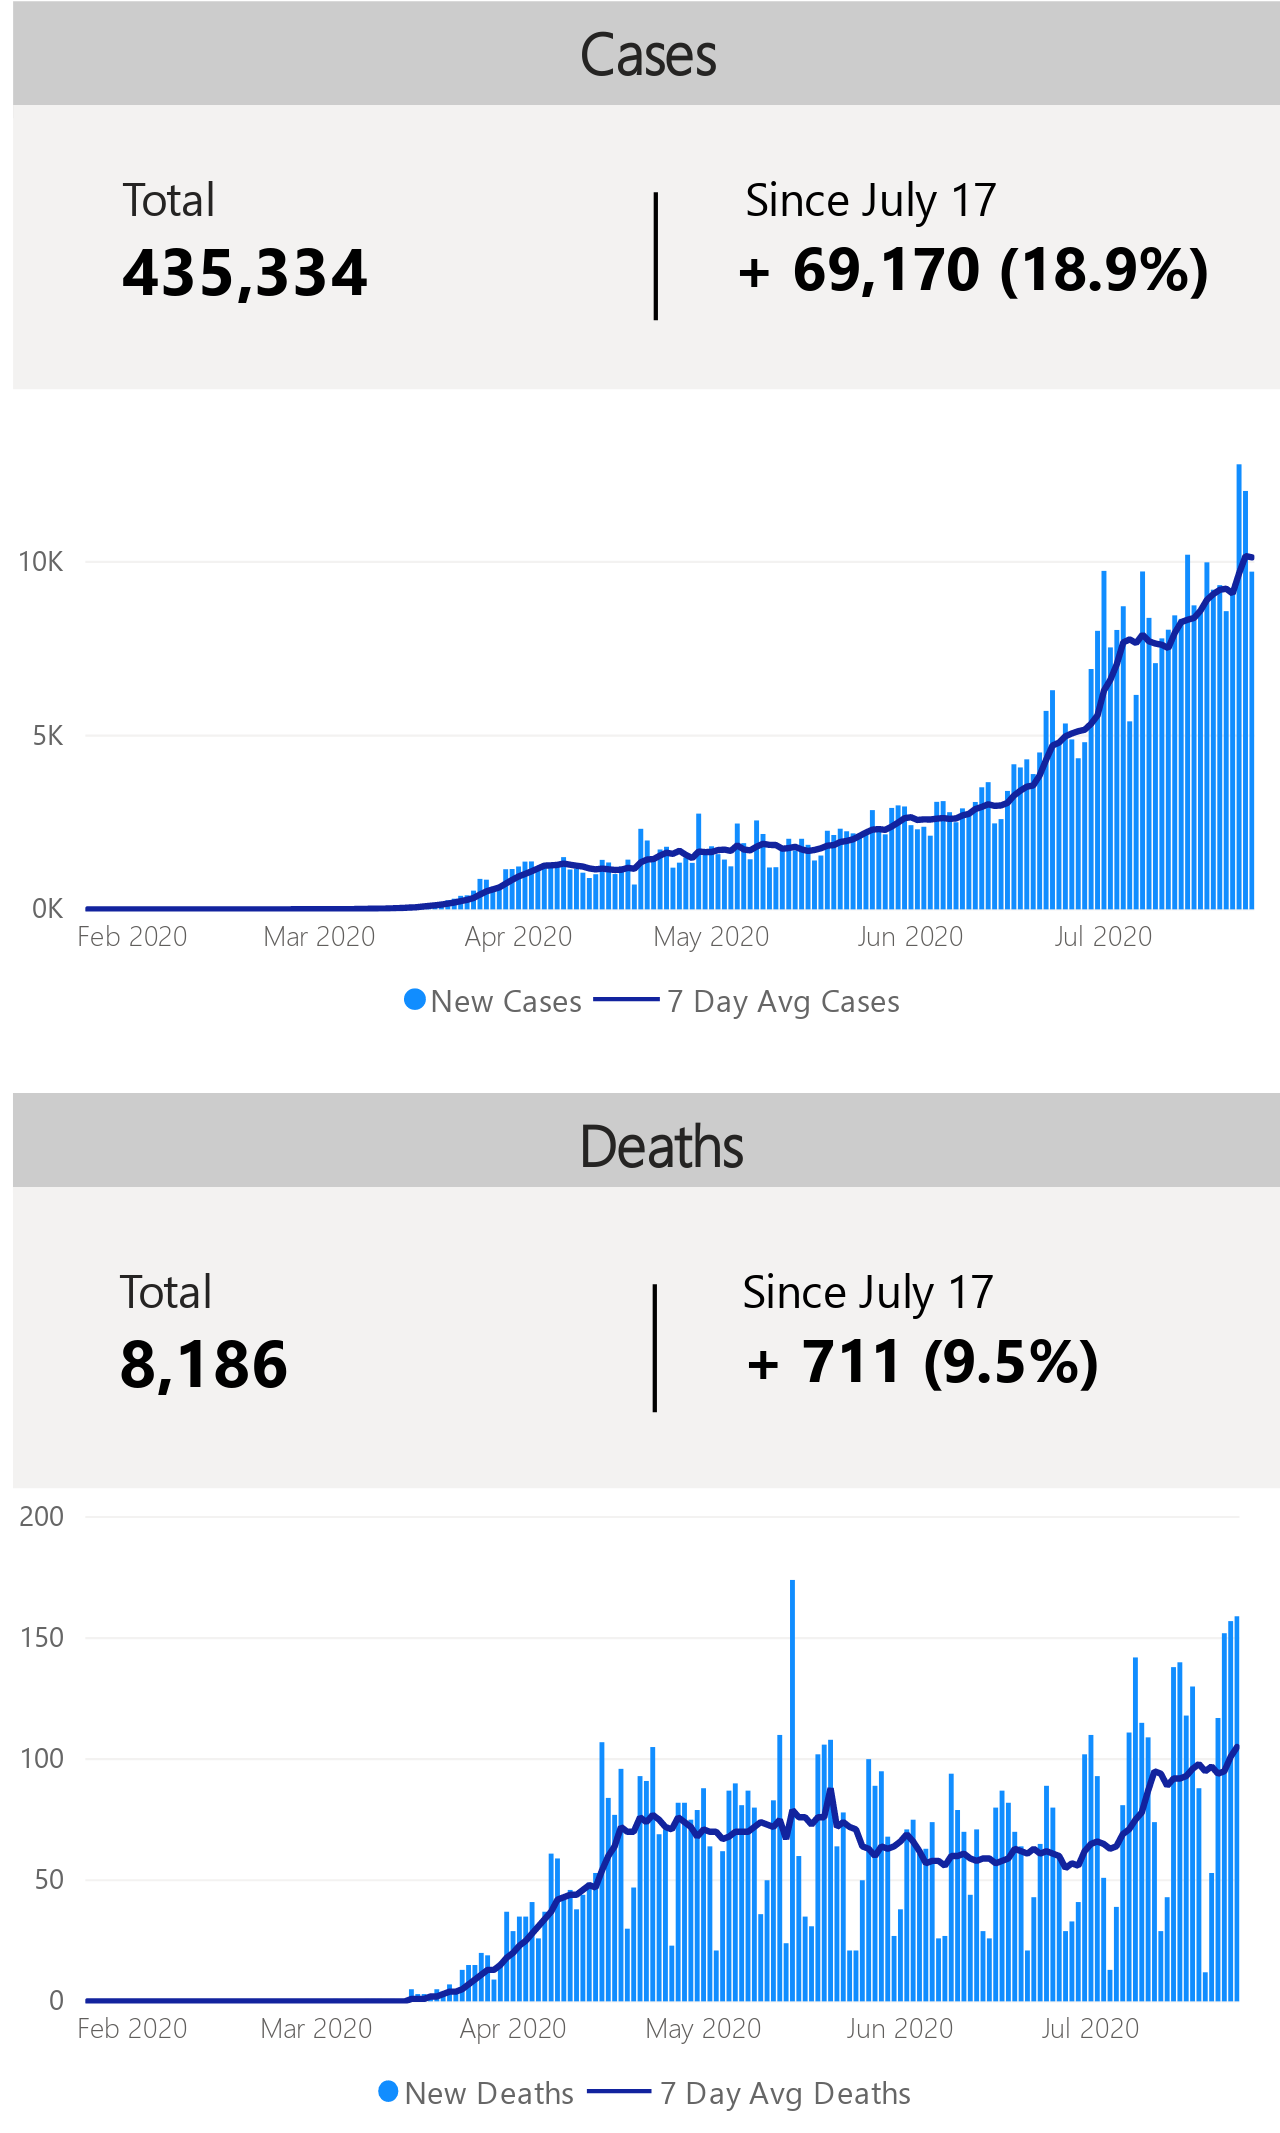 Cases
Total
Since July 17
435,334
+ 69,170 (18.9%)
10K
5K
0K
Feb 2020 Mar 2020 Apr 2020 May 2020 Jun 2020 Jul 2020
New Cases 7 Day Avg Cases
Deaths
Total
Since July 17
8,186
+ 711 (9.5%)
200
150
100
50
0
Feb 2020 Mar 2020 Apr 2020 May 2020 Jun 2020 Jul 2020
New Deaths 7 Day Avg Deaths